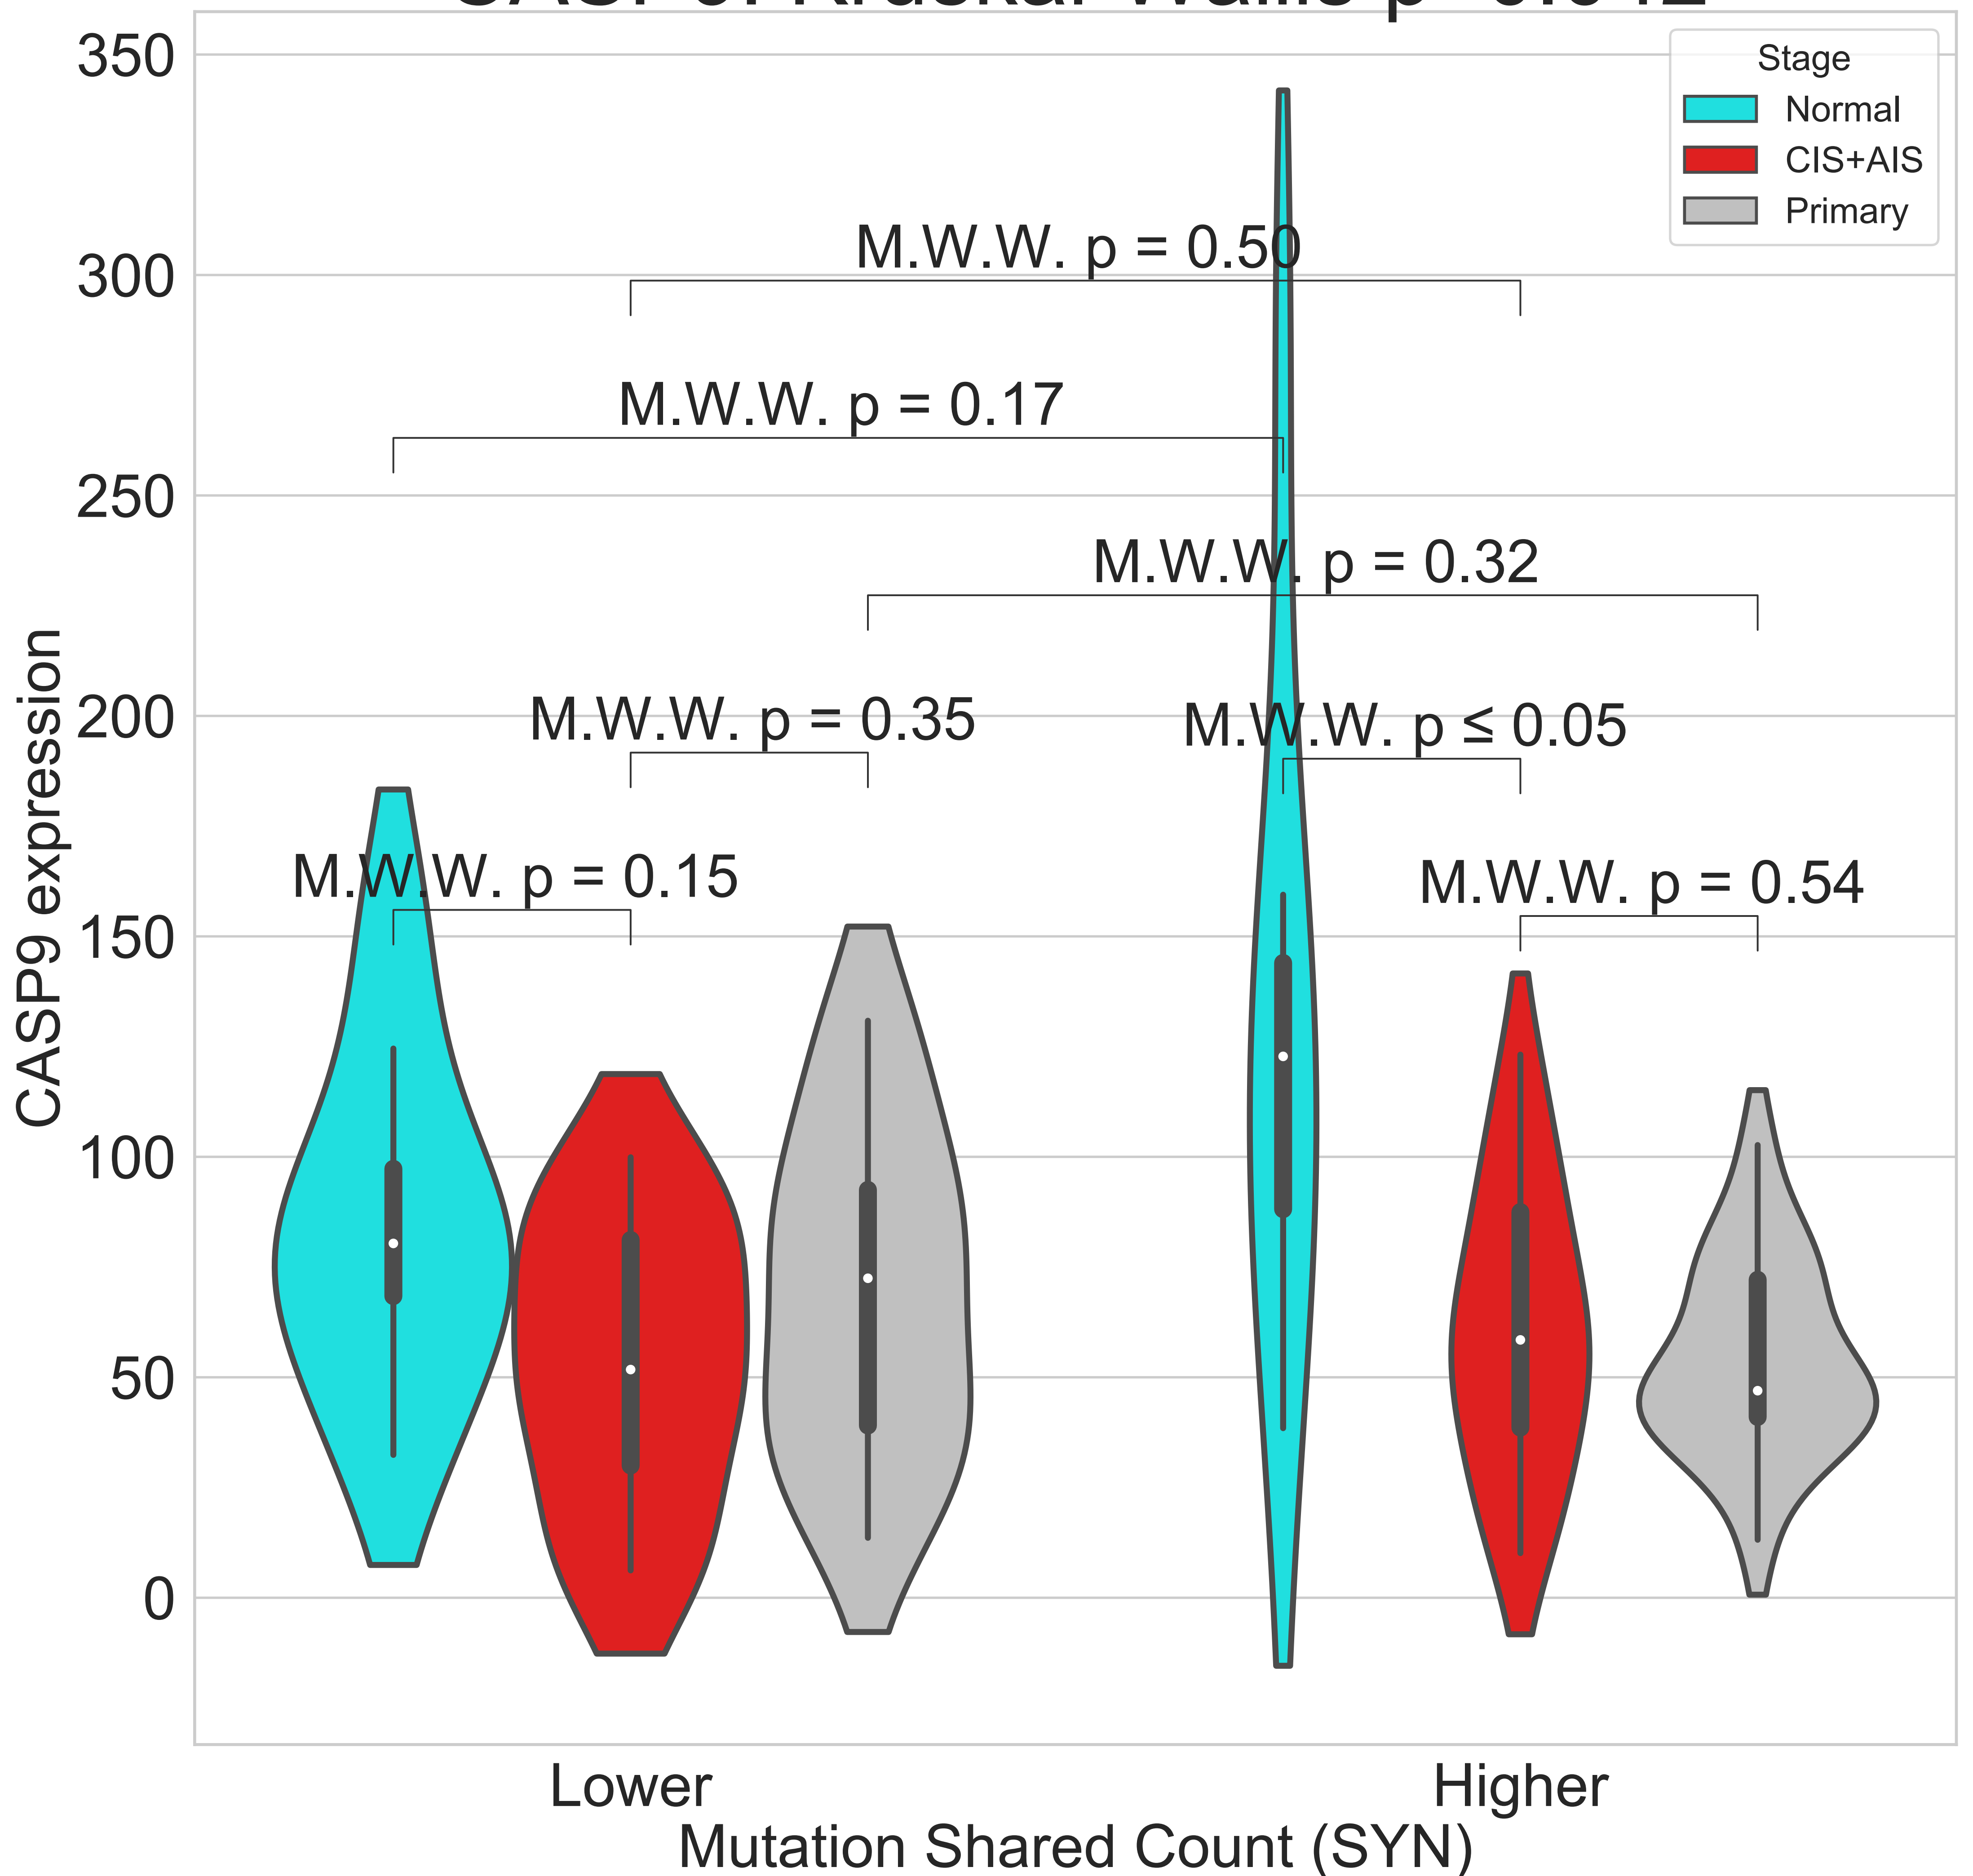 350
300
250
200
150
100
50
0
CASP9 expression
Stage
Normal
CIS+AIS
Primary
M.W.W. p = 0.50
M.W.W. p = 0.17
M.W.W. p = 0.32
M.W.W. p = 0.35
M.W.W. p ≤ 0.05
M.W.W. p = 0.15
M.W.W. p = 0.54
Lower
Higher
Mutation Shared Count (SYN)